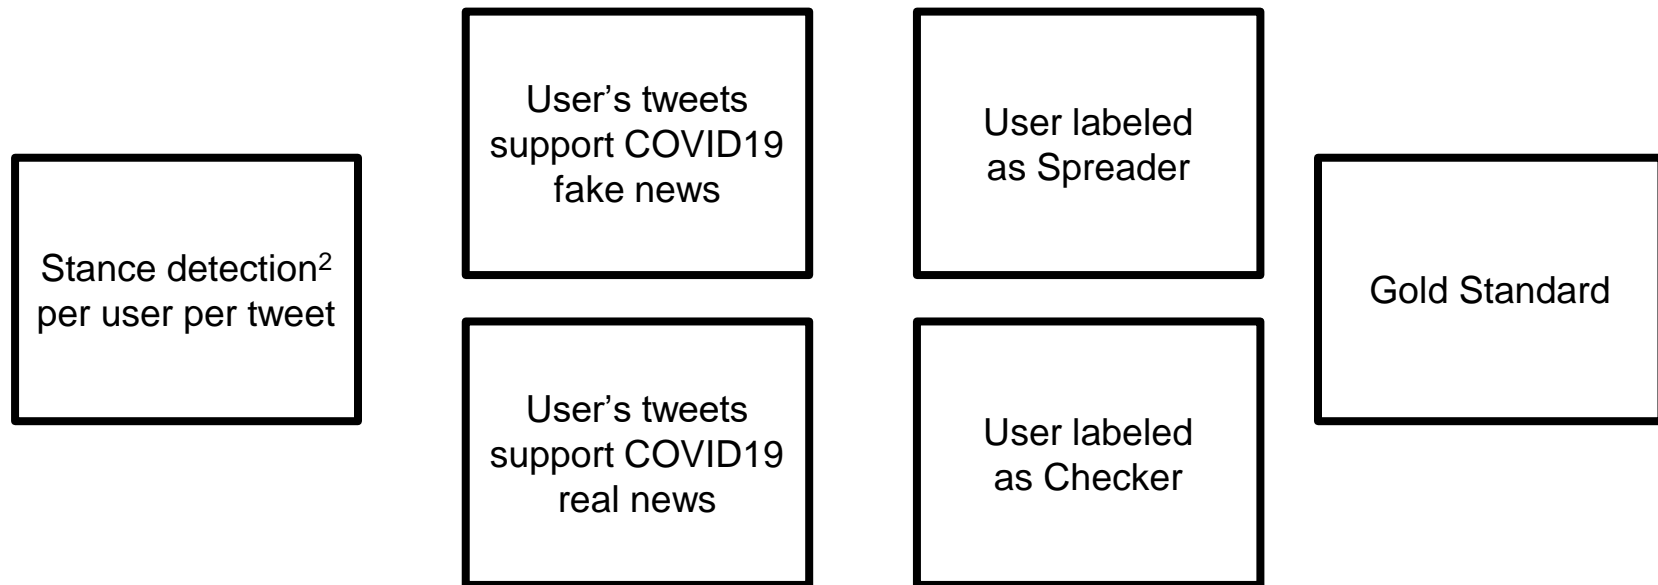 Stance detection²
per user per tweet
User’s tweets
support COVID19
fake news
User’s tweets
support COVID19
real news
User labeled
as Spreader
User labeled
as Checker
Gold Standard